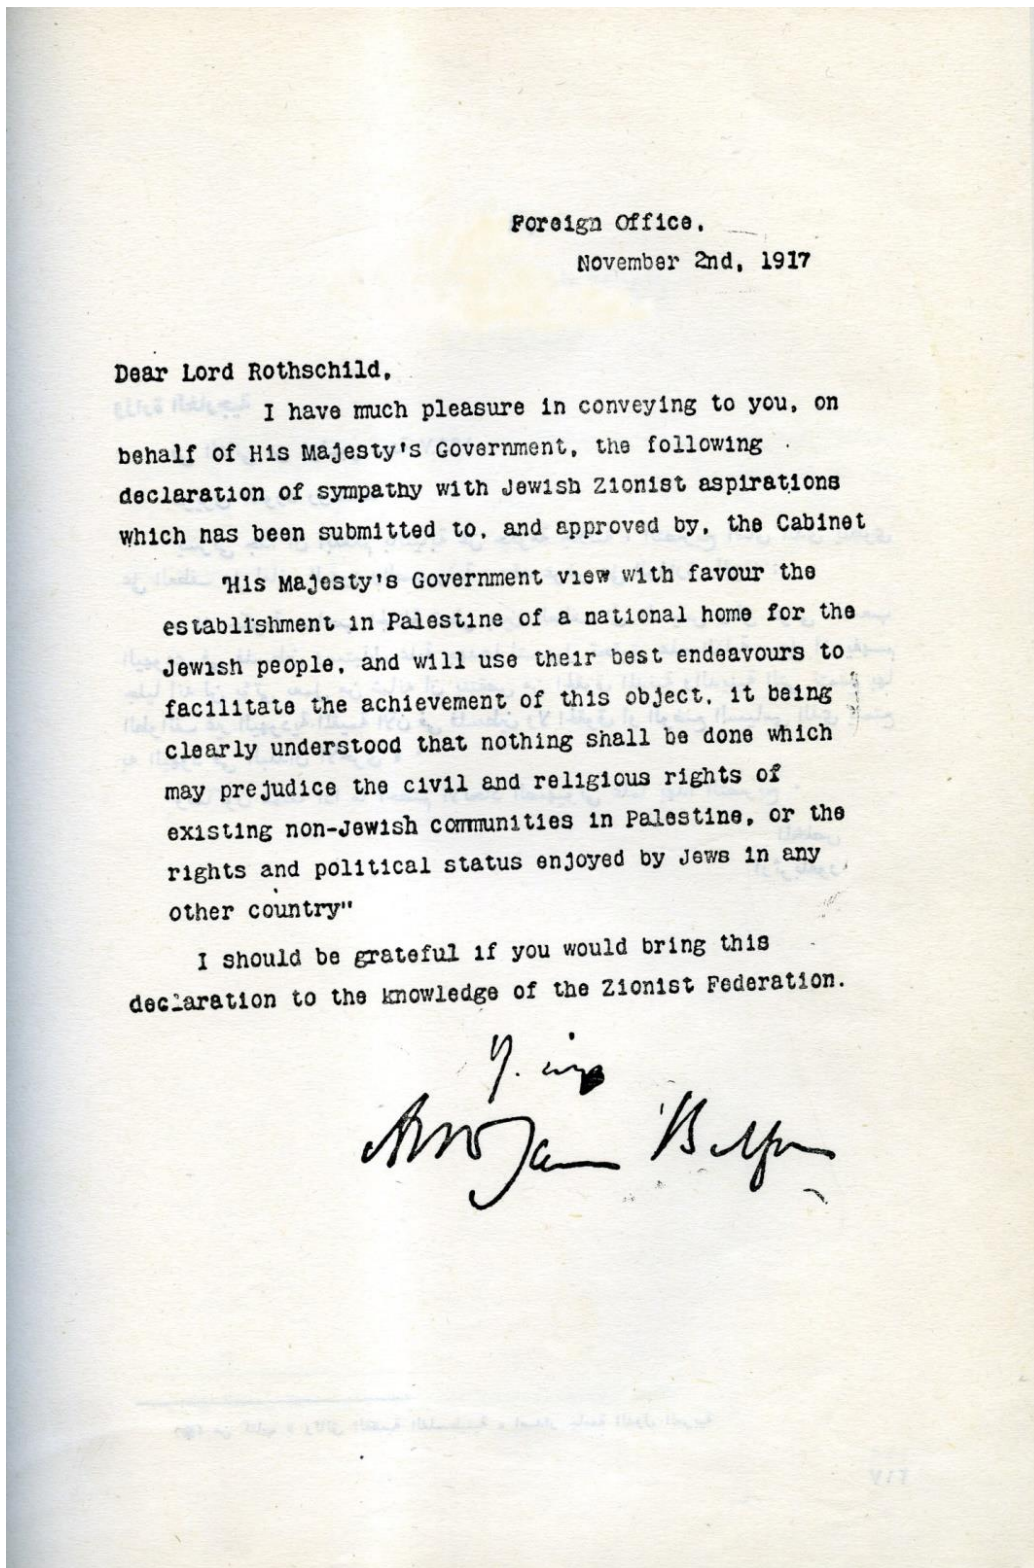 Foreign Office,
November 2nd, 1917
Dear Lord Rothschild,
I have much pleasure in conveying to you, on
behalf of His Majesty's Government, the following
declaration of sympathy with Jewish Zionist aspirations
which has been submitted to, and approved by, the Cabinet
"His Majesty's Government view with favour the
establishment in Palestine of a national home for the
Jewish people, and will use their best endeavours to
facilitate the achievement of this object, it being
clearly understood that nothing shall be done which
may prejudice the civil and religious rights of
existing non-Jewish communities in Palestine, or the
rights and political status enjoyed by Jews in any
other country"
I should be grateful if you would bring this
declaration to the knowledge of the Zionist Federation.